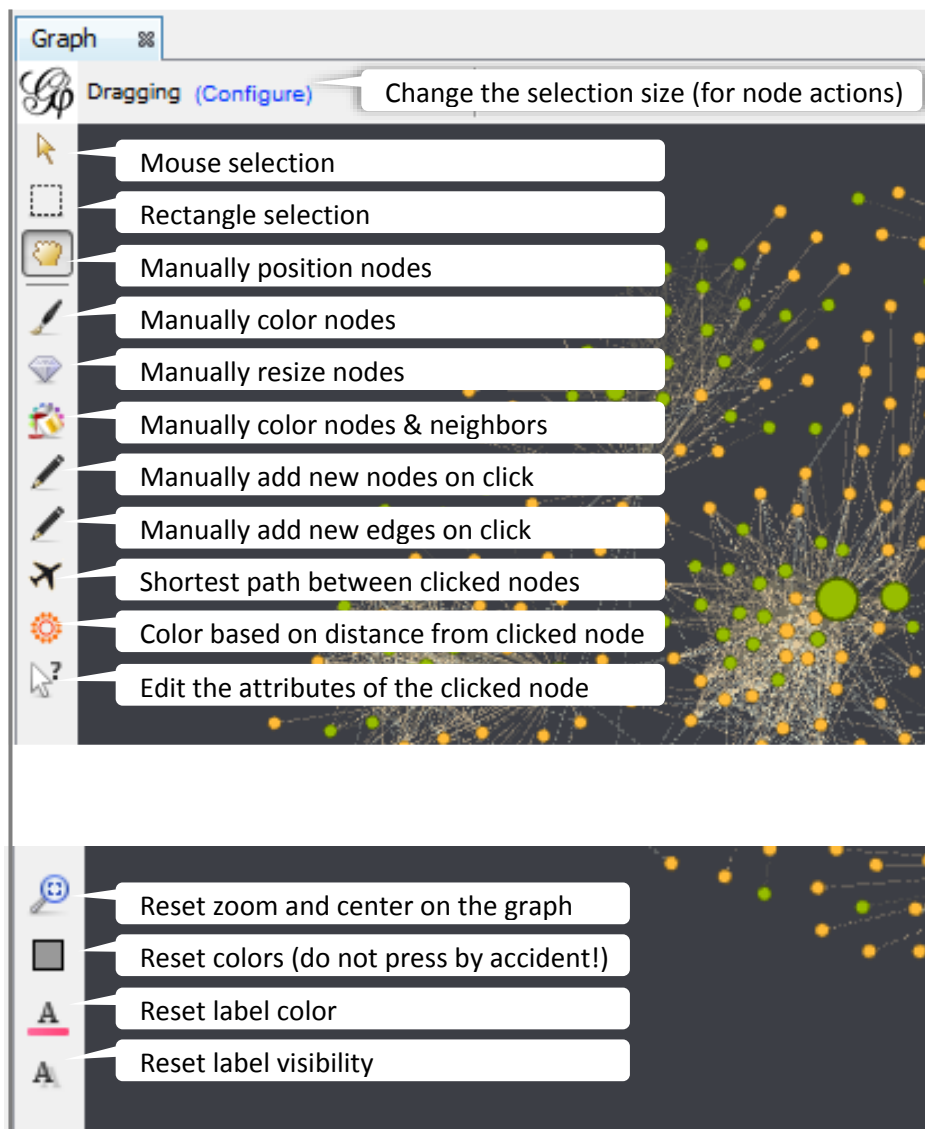 Graph
Dragging (Configure)
Change the selection size (for node actions)
Mouse selection
Rectangle selection
Manually position nodes
Manually color nodes
Manually resize nodes
Manually color nodes & neighbors
Manually add new nodes on click
Manually add new edges on click
Shortest path between clicked nodes
Color based on distance from clicked node
Edit the attributes of the clicked node
Reset zoom and center on the graph
Reset colors (do not press by accident!)
A
Reset label color
A
Reset label visibility